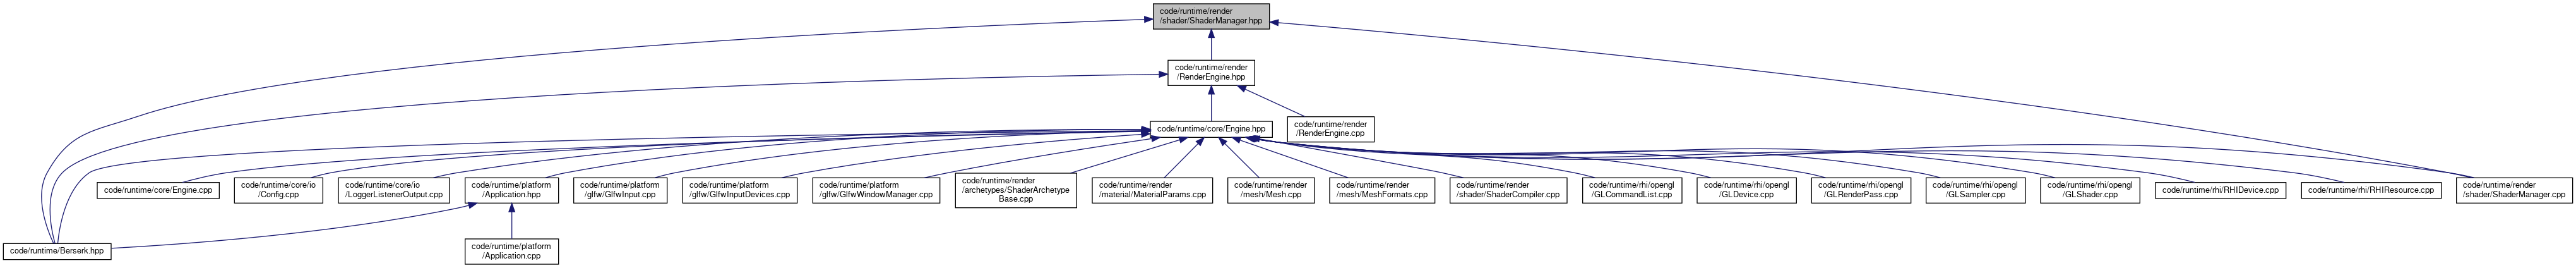 code/runtime/render
/shader/ShaderManager.hpp
code/runtime/render
/RenderEngine.hpp
code/runtime/core/Engine.hpp
code/runtime/render
/RenderEngine.cpp
code/runtime/core/Engine.cpp
code/runtime/core/io
/Config.cpp
code/runtime/core/io
/LoggerListenerOutput.cpp
code/runtime/platform
/Application.hpp
code/runtime/platform
/glfw/GlfwInput.cpp
code/runtime/platform
/glfw/GlfwInputDevices.cpp
code/runtime/platform
/glfw/GlfwWindowManager.cpp
code/runtime/render
/archetypes/ShaderArchetype
Base.cpp
code/runtime/render
/material/MaterialParams.cpp
code/runtime/render
/mesh/Mesh.cpp
code/runtime/render
/mesh/MeshFormats.cpp
code/runtime/render
/shader/ShaderCompiler.cpp
code/runtime/rhi/opengl
/GLCommandList.cpp
code/runtime/rhi/opengl
/GLDevice.cpp
code/runtime/rhi/opengl
/GLRenderPass.cpp
code/runtime/rhi/opengl
/GLSampler.cpp
code/runtime/rhi/opengl
/GLShader.cpp
code/runtime/rhi/RHIDevice.cpp
code/runtime/rhi/RHIResource.cpp
code/runtime/render
/shader/ShaderManager.cpp
code/runtime/Berserk.hpp
code/runtime/platform
/Application.cpp